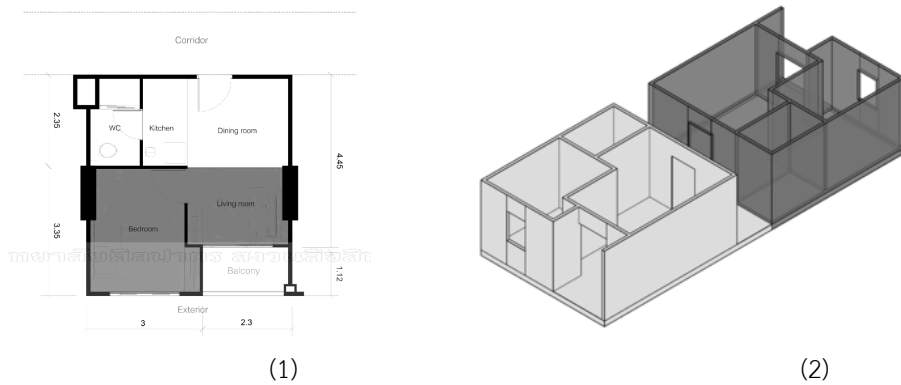 Corridor
2.35
WC
Kitchen
Dining room
4.45
3.35
Living room
Bedroom
Balcony
1.12
Exterior
3
2.3
(1)
(2)